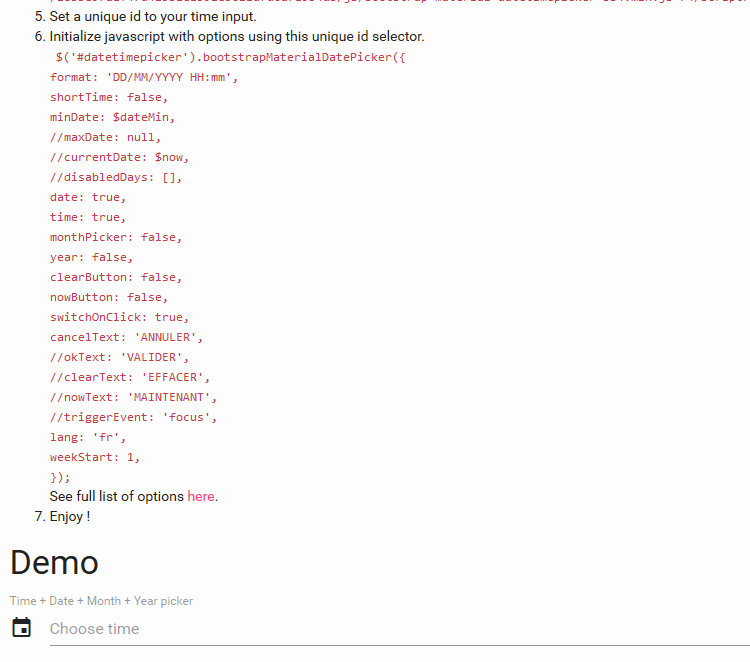 5. Set a unique id to your time input.
6. Initialize javascript with options using this unique id selector.
$('#datetimepicker').bootstrapMaterialDatePicker({
format: 'DD/MM/YYYY HH:mm',
shortTime: false,
minDate: $dateMin,
//maxDate: null,
//currentDate: $now,
//disabledDays: [],
date: true,
time: true,
monthPicker: false,
year: false,
clearButton: false,
nowButton: false,
switchOnClick: true,
cancelText: 'ANNULER',
//okText: 'VALIDER',
//clearText: 'EFFACER',
//nowText: 'MAINTENANT',
//triggerEvent: 'focus',
lang: 'fr',
weekStart: 1,
});
See full list of options here.
7. Enjoy !
Demo
Time + Date + Month + Year picker
Choose time